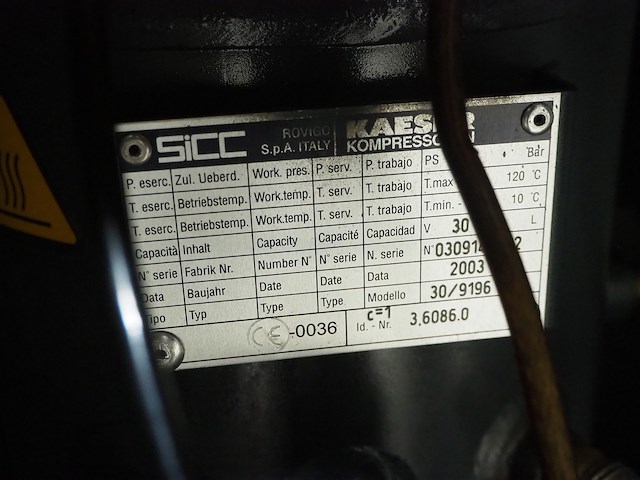 SICC ROVIGO S.p.A. ITALY KAESER KOMPRESSOREN
P. eserc. Zul. Ueberd. Work. pres. P. serv. P. trabajo PS Bar
T. eserc. Betriebstemp. Work.temp. T. serv. T. trabajo T.max 120 °C
T. eserc. Betriebstemp. Work.temp. T. serv. T. trabajo T.min. - 10 °C
Capacità Inhalt Capacity Capacité Capacidad V 30 L
N° serie Fabrik Nr. Number N° N° serie N. serie N°
Data Baujahr Date Date Data 2003
Tipo Typ Type Type Modello 30/9196
CE-0036 c=1 Id. - Nr. 3.6086.0